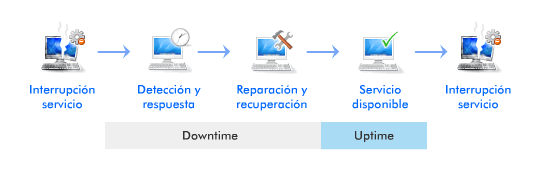 Interrupción
servicio
Detección y
respuesta
Reparación y
recuperación
Servicio
disponible
Interrupción
servicio
Downtime
Uptime